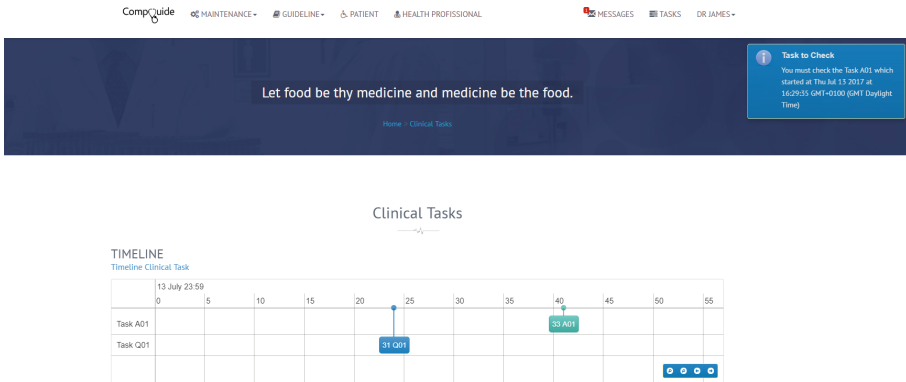 CompGuide MAINTENANCE GUIDELINE PATIENT HEALTH PROFISSIONAL MESSAGES TASKS DR JAMES
Task to Check
You must check the Task A01 which
started at Thu Jul 13 2017 at
16:29:35 GMT+0100 (GMT Daylight
Time)
Let food be thy medicine and medicine be the food.
Home > Clinical Tasks
Clinical Tasks
TIMELINE
Timeline Clinical Task
13 July 23:59
0 5 10 15 20 25 30 35 40 45 50 55
Task A01 33 A01
Task Q01 31 Q01